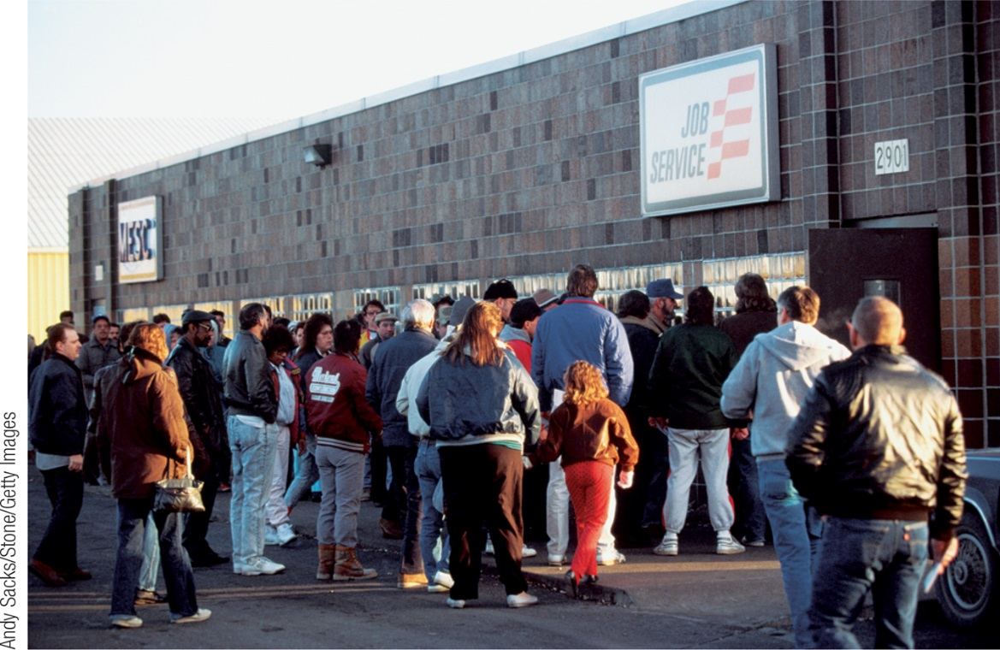 JOB
SERVICE
2901
MESC
Andy Sacks/Stone/Getty Images